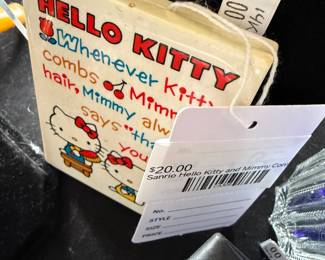 HELLO KITTY
Whenever Kitty
combs Mimm
hair, Mimmy alw
says "tha
you
$20.00
Sanrio Hello Kitty and Mimmy Com
No.
STYLE
SIZE
PRICE